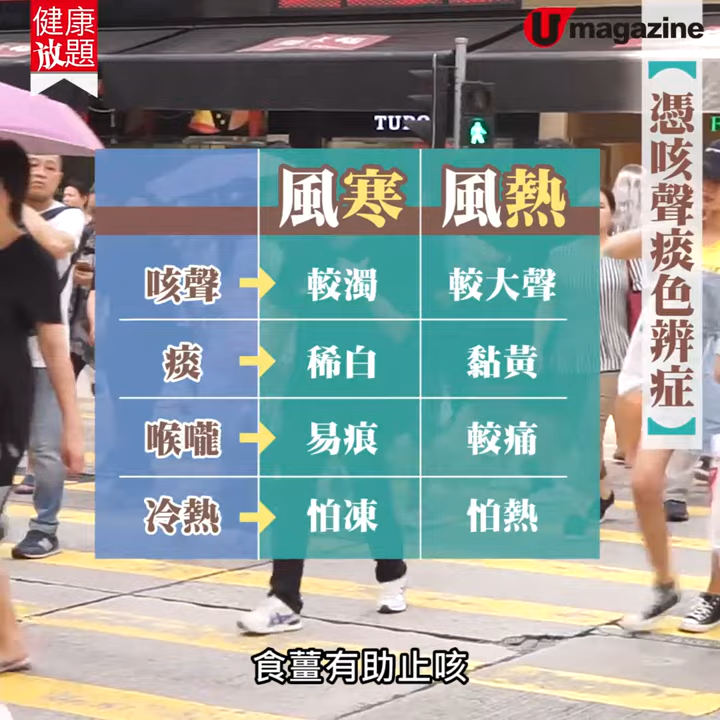 健康
放題
U magazine
TUDO
【憑咳聲痰色辨症】
風寒 風熱
咳聲 較濁 較大聲
痰 稀白 黏黃
喉嚨 易痕 較痛
冷熱 怕凍 怕熱
食薑有助止咳